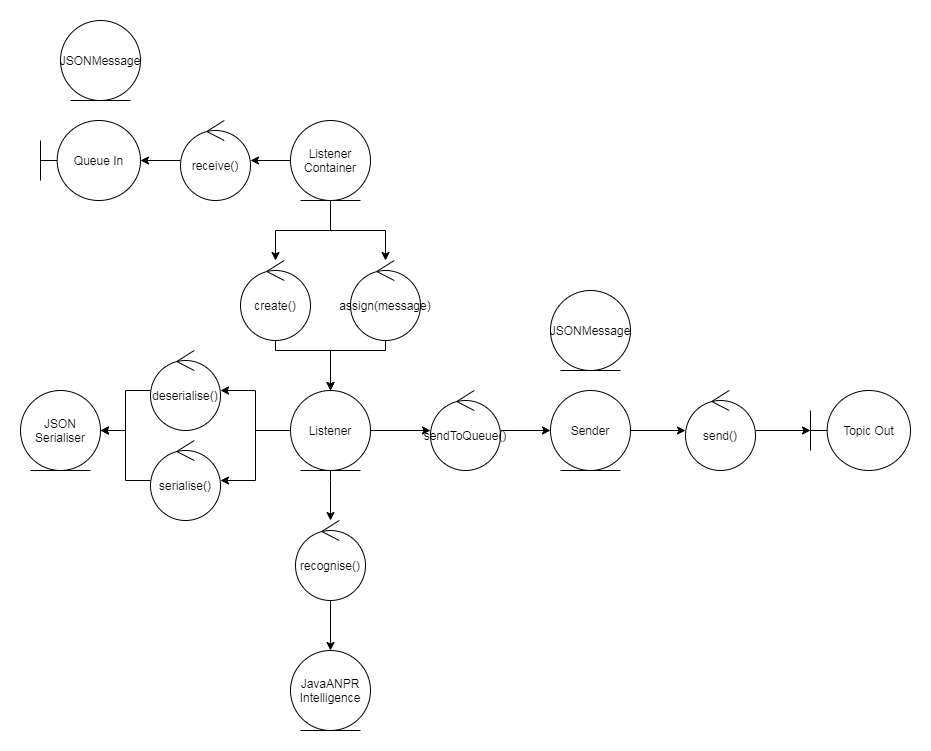 JSONMessage
Queue In
receive()
Listener
Container
create()
assign(message)
JSONMessage
JSON
Serialiser
deserialise()
serialise()
Listener
sendToQueue()
Sender
send()
Topic Out
recognise()
JavaANPR
Intelligence